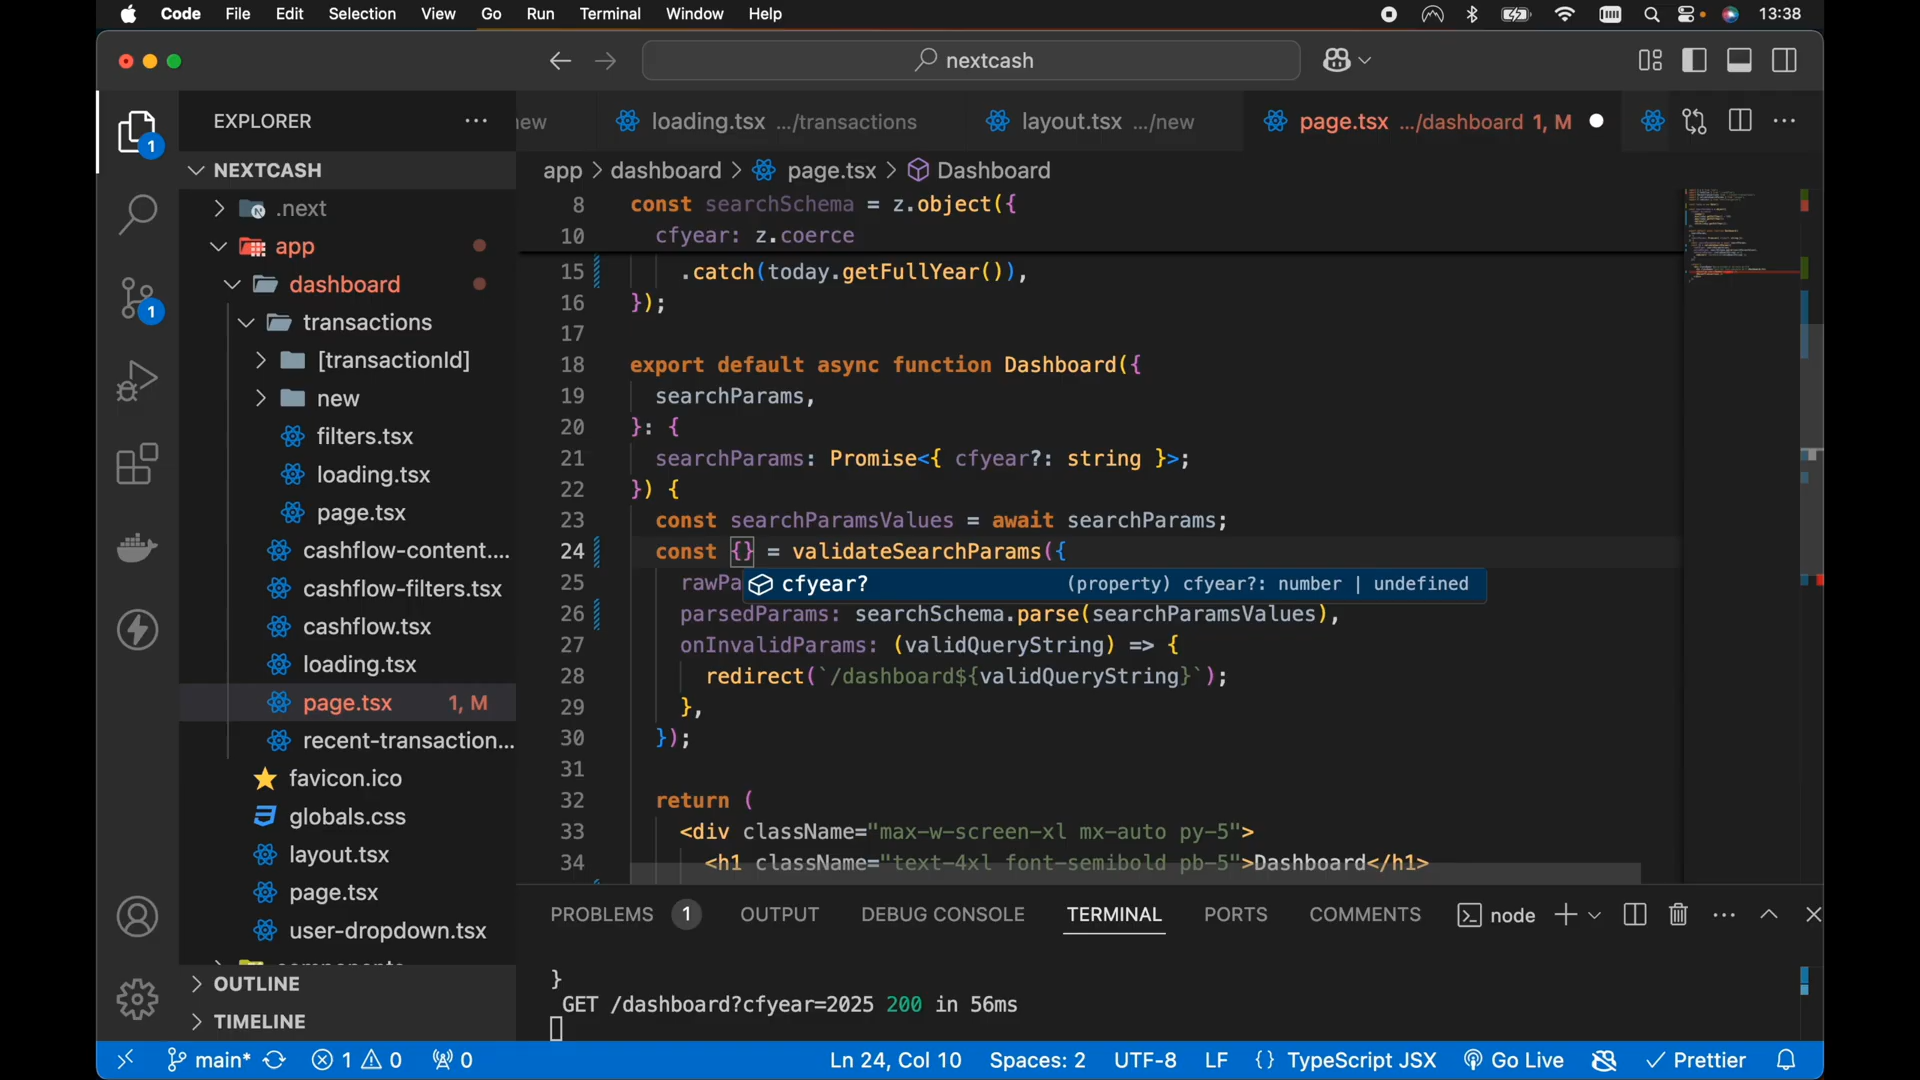 Code File Edit Selection View Go Run Terminal Window Help 13:38
nextcash
EXPLORER
NEXTCASH
.next
app
dashboard
transactions
[transactionId]
new
filters.tsx
loading.tsx
page.tsx
cashflow-content....
cashflow-filters.tsx
cashflow.tsx
loading.tsx
page.tsx 1, M
recent-transaction...
favicon.ico
globals.css
layout.tsx
page.tsx
user-dropdown.tsx
OUTLINE
TIMELINE
1
1
new loading.tsx .../transactions layout.tsx .../new page.tsx .../dashboard 1, M
app > dashboard > page.tsx > Dashboard
8 const searchSchema = z.object({
10 cfyear: z.coerce
15 .catch(today.getFullYear()),
16 });
17
18 export default async function Dashboard({
19 searchParams,
20 }: {
21 searchParams: Promise<{ cfyear?: string }>;
22 }) {
23 const searchParamsValues = await searchParams;
24 const {} = validateSearchParams({
25 rawPa cfyear? (property) cfyear?: number | undefined
26 parsedParams: searchSchema.parse(searchParamsValues),
27 onInvalidParams: (validQueryString) => {
28 redirect(`/dashboard${validQueryString}`);
29 },
30 });
31
32 return (
33 <div className="max-w-screen-xl mx-auto py-5">
34 <h1 className="text-4xl font-semibold pb-5">Dashboard</h1>
PROBLEMS 1 OUTPUT DEBUG CONSOLE TERMINAL PORTS COMMENTS node
}
GET /dashboard?cfyear=2025 200 in 56ms
main* 1 0 0 Ln 24, Col 10 Spaces: 2 UTF-8 LF {} TypeScript JSX Go Live Prettier